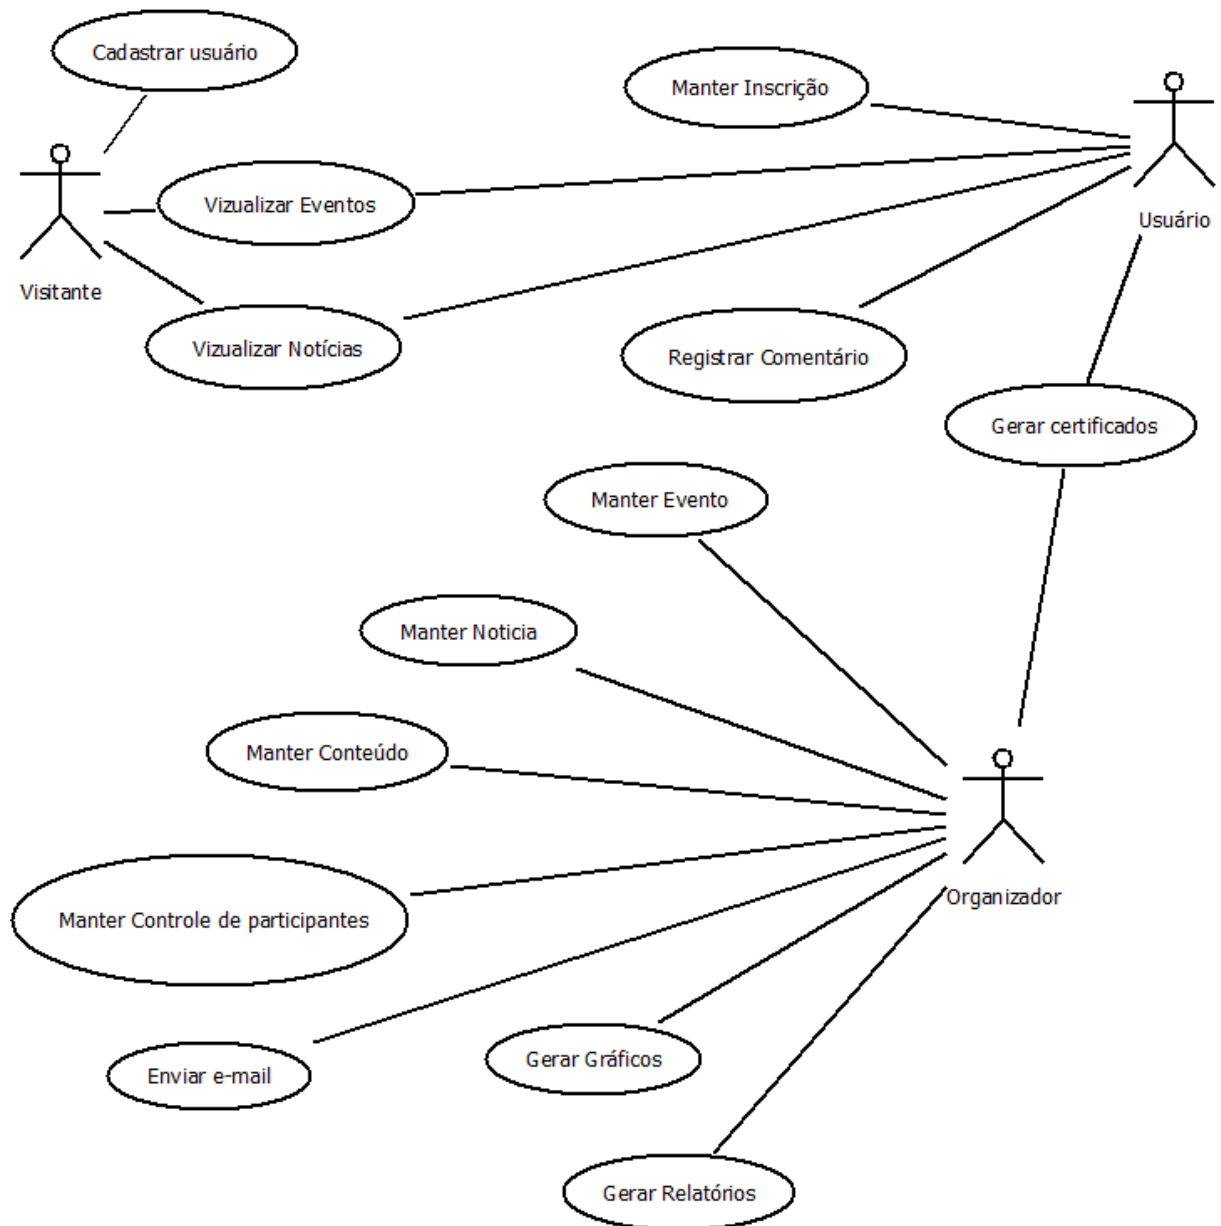 Cadastrar usuário
Manter Inscrição
Vizualizar Eventos
Usuário
Visitante
Vizualizar Notícias
Registrar Comentário
Gerar certificados
Manter Evento
Manter Noticia
Manter Conteúdo
Organizador
Manter Controle de participantes
Gerar Gráficos
Enviar e-mail
Gerar Relatórios